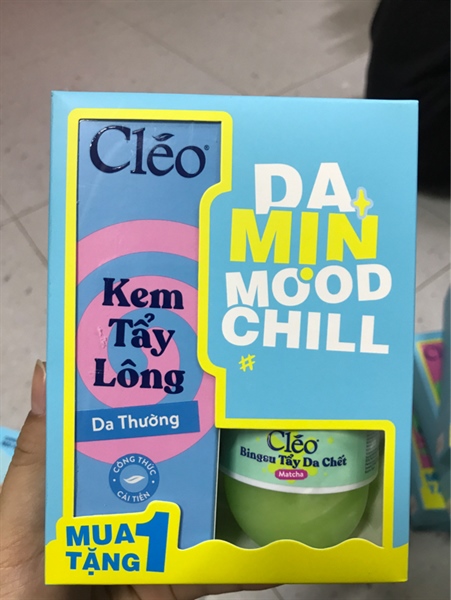 Cléo
Kem
Tẩy
Lông
Da Thường
CÔNG THỨC
CẢI TIẾN
MUA 1
TẶNG
DA
MỊN
MOOD
CHILL
#
Cléo
Bingsu Tẩy Da Chết
Matcha